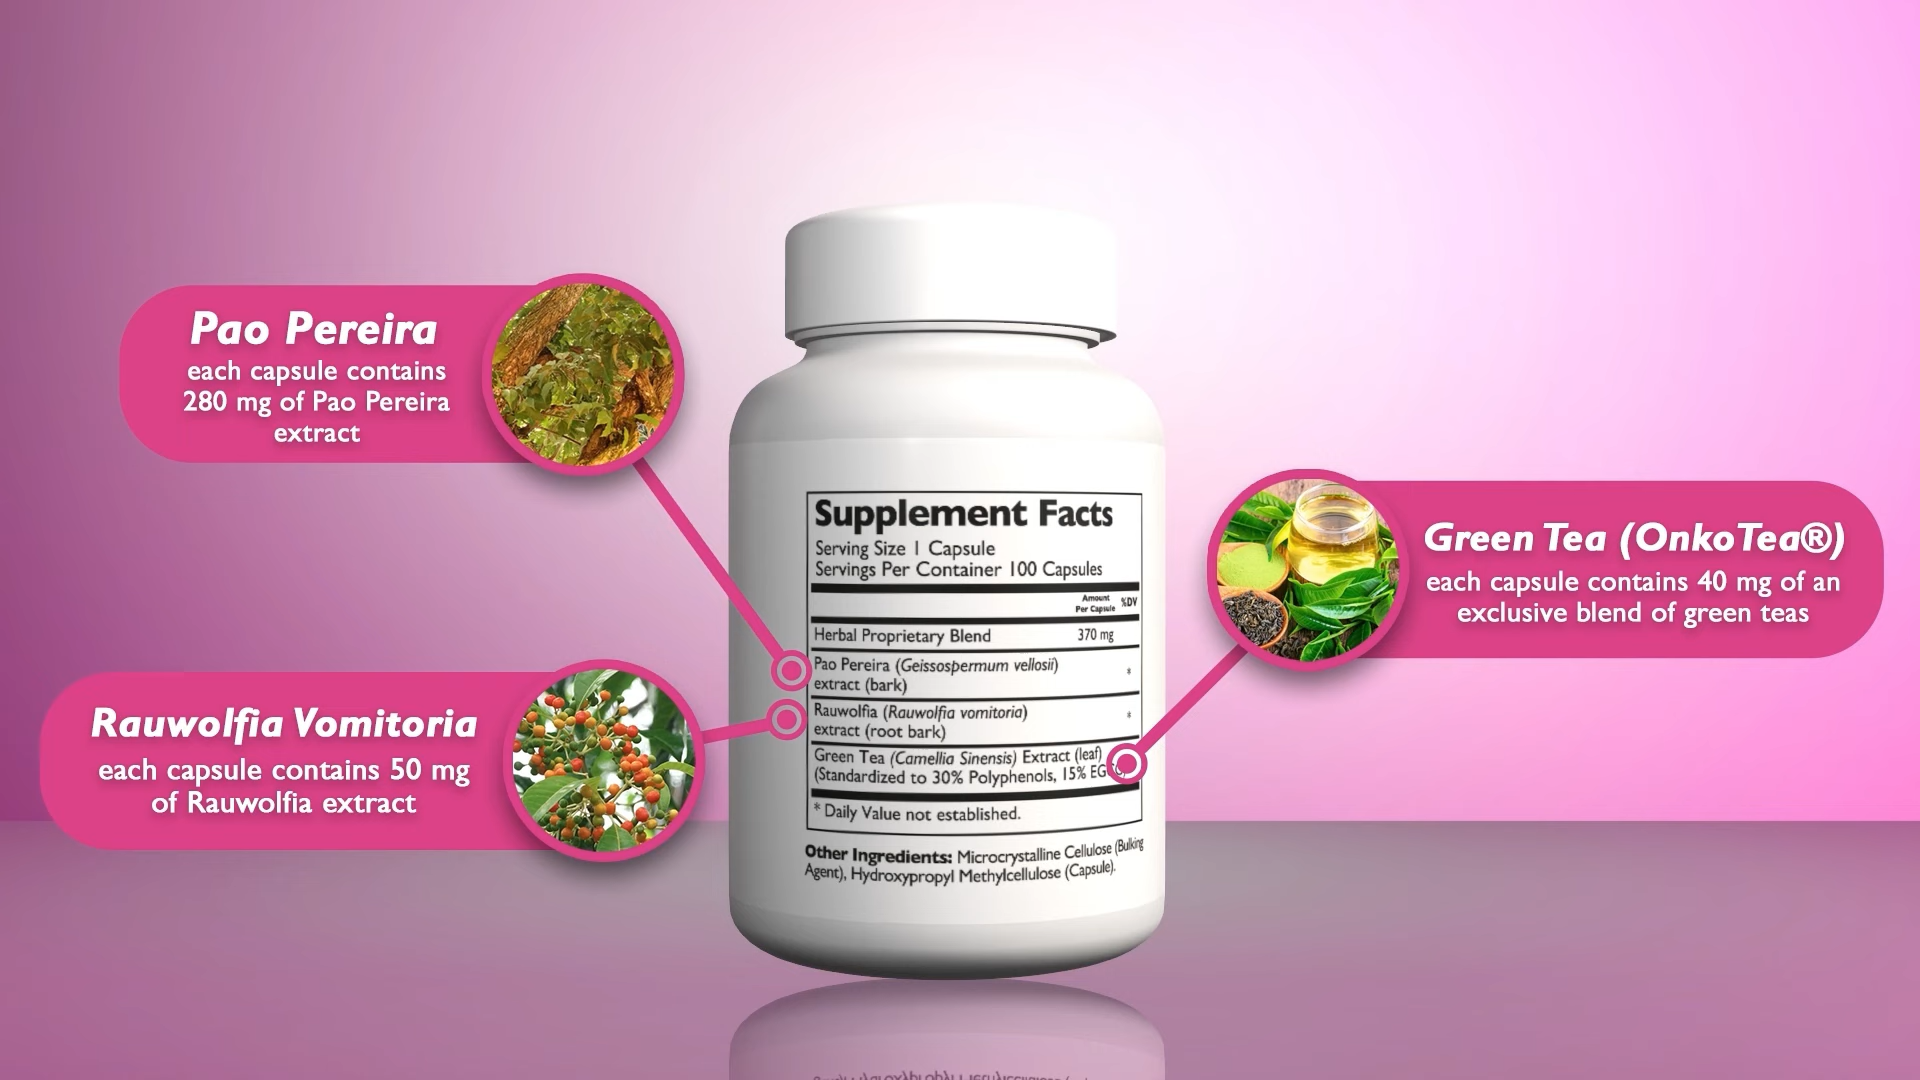 Pao Pereira
each capsule contains
280 mg of Pao Pereira
extract
Rauwolfia Vomitoria
each capsule contains 50 mg
of Rauwolfia extract
Supplement Facts
Serving Size 1 Capsule
Servings Per Container 100 Capsules
Amount
Per Capsule %DV
Herbal Proprietary Blend 370 mg
Pao Pereira (Geissospermum vellosii)
extract (bark) *
Rauwolfia (Rauwolfia vomitoria)
extract (root bark) *
Green Tea (Camellia Sinensis) Extract (leaf)
(Standardized to 30% Polyphenols, 15%
* Daily Value not established.
Other Ingredients: Microcrystalline Cellulose (Bulking
Agent), Hydroxypropyl Methylcellulose (Capsule).
Green Tea (OnkoTea®)
each capsule contains 40 mg of an
exclusive blend of green teas